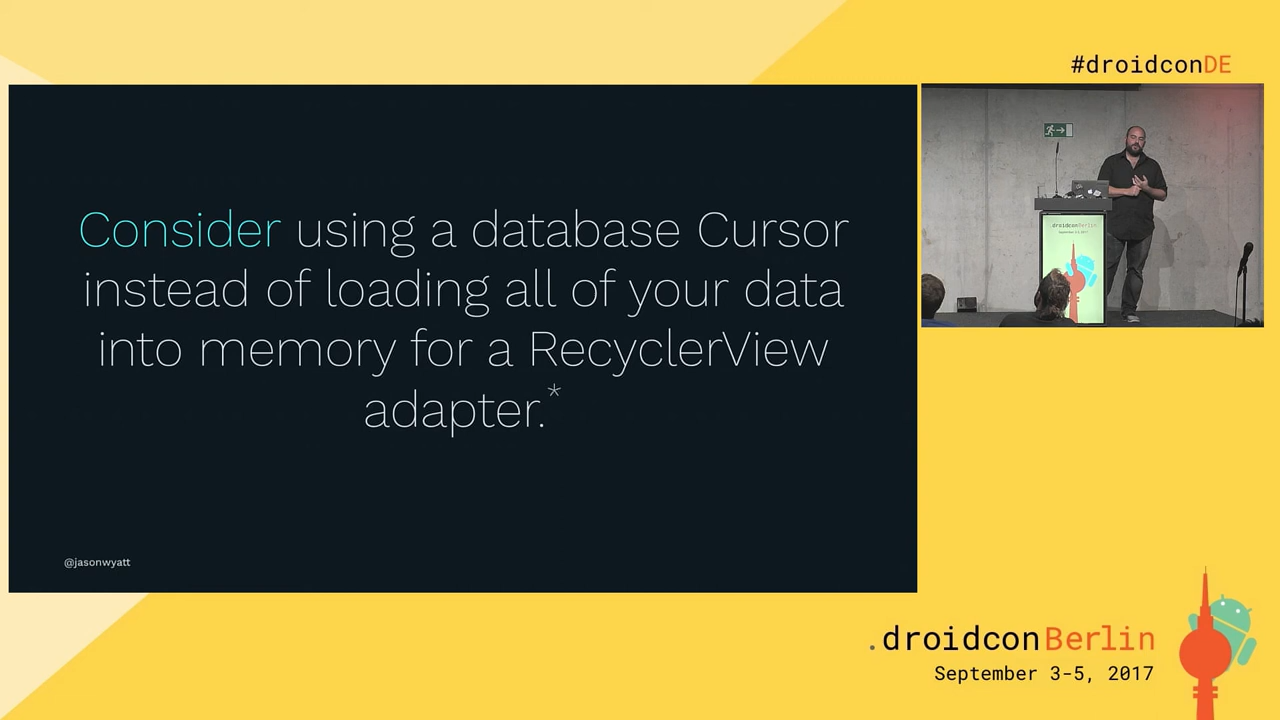 #droidconDE
Consider using a database Cursor
instead of loading all of your data
into memory for a RecyclerView
adapter.*
@jasonwyatt
droidconBerlin
.droidconBerlin
September 3-5, 2017